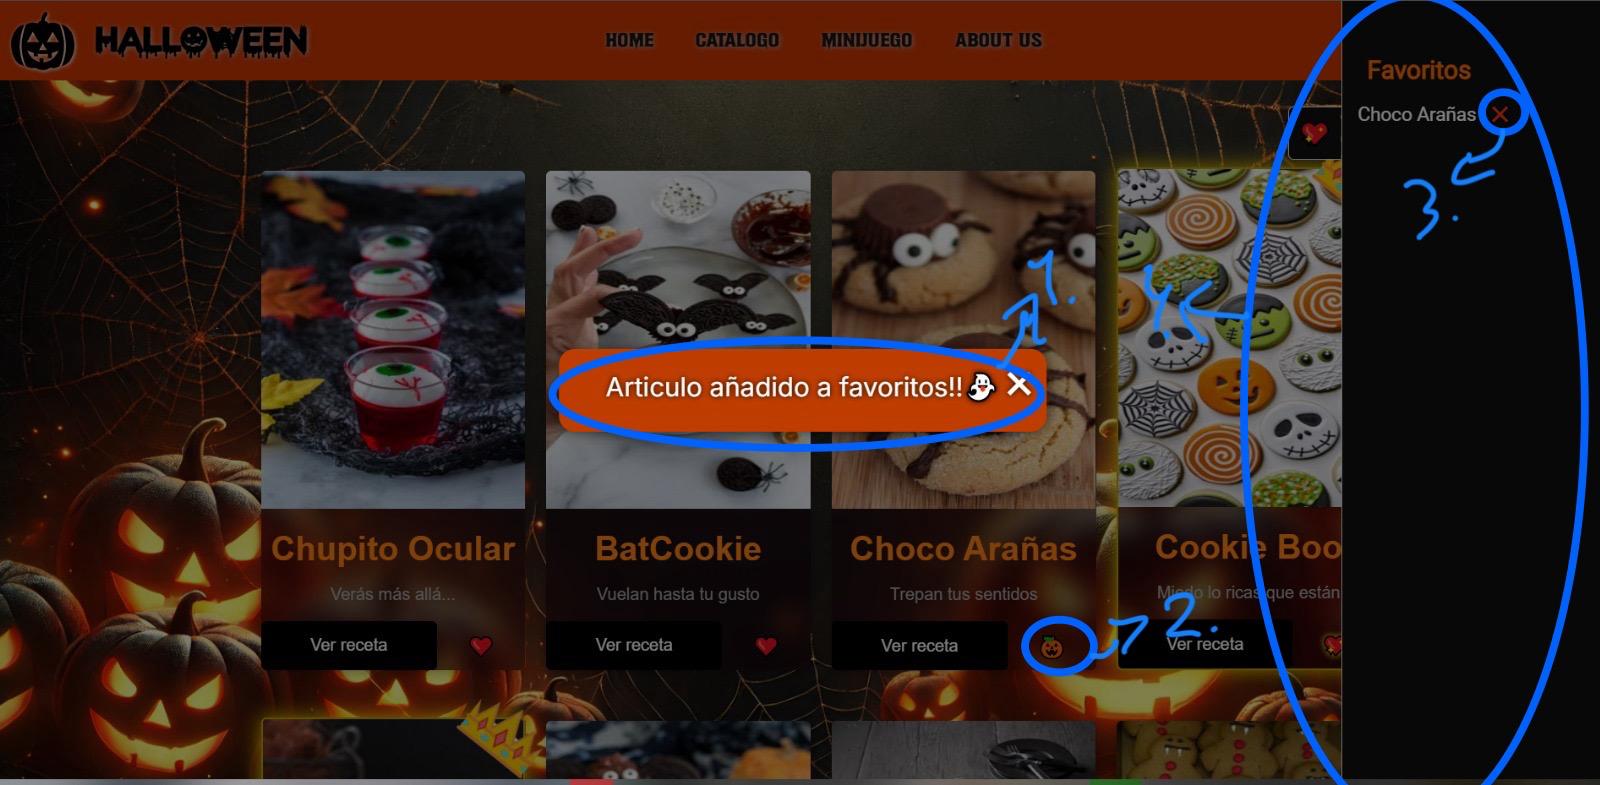 HALLOWEEN
HOME CATALOGO MINIJUEGO ABOUT US
Favoritos
Choco Arañas
3.
1.
4
Articulo añadido a favoritos!!
Chupito Ocular
Verás más allá...
Ver receta
BatCookie
Vuelan hasta tu gusto
Ver receta
Choco Arañas
Trepan tus sentidos
Ver receta
2.
Cookie Boo
Miedo lo ricas que están
Ver receta